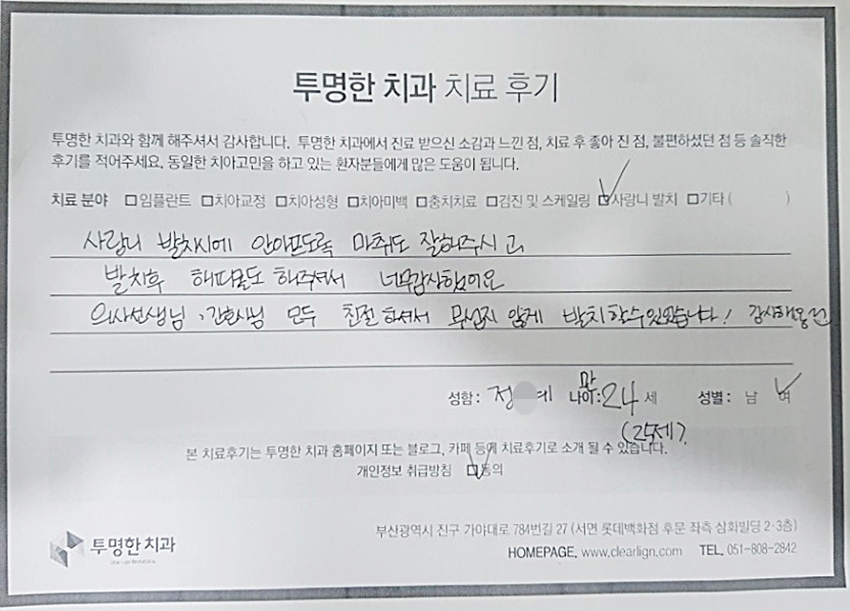 투명한 치과 치료 후기
투명한 치과와 함께 해주셔서 감사합니다. 투명한 치과에서 진료 받으신 소감과 느낀 점, 치료 후 좋아 진 점, 불편하셨던 점 등 솔직한
후기를 적어주세요. 동일한 치아고민을 하고 있는 환자분들에게 많은 도움이 됩니다.
치료 분야 □임플란트 □치아교정 □치아성형 □치아미백 □충치치료 □검진 및 스케일링 ☑사랑니 발치 □기타 ( )
사랑니 발치시에 안아프도록 마취도 잘해주시고,
발치후 해따몰도 해주셔서 너무감사했어요
의사선생님, 간호사님 모두 친절하셔서 무섭지 않게 발치할수있었습니다!
성함 : 정 예 만 나이 : 24 세 성별 : 남 여
(25세)
본 치료후기는 투명한 치과 홈페이지 또는 블로그, 카페 등에 치료후기로 소개 될 수 있습니다.
개인정보 취급방침 ☑동의
투명한 치과
부산광역시 진구 가야대로 784번길 27 (서면 롯데백화점 후문 좌측 삼화빌딩 2·3층)
HOMEPAGE. www.clearlign.com TEL. 051-808-2842